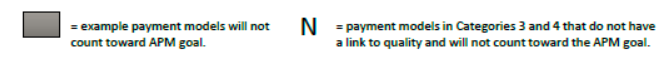 = example payment models will not
count toward APM goal.
N
= payment models in Categories 3 and 4 that do not have
a link to quality and will not count toward the APM goal.